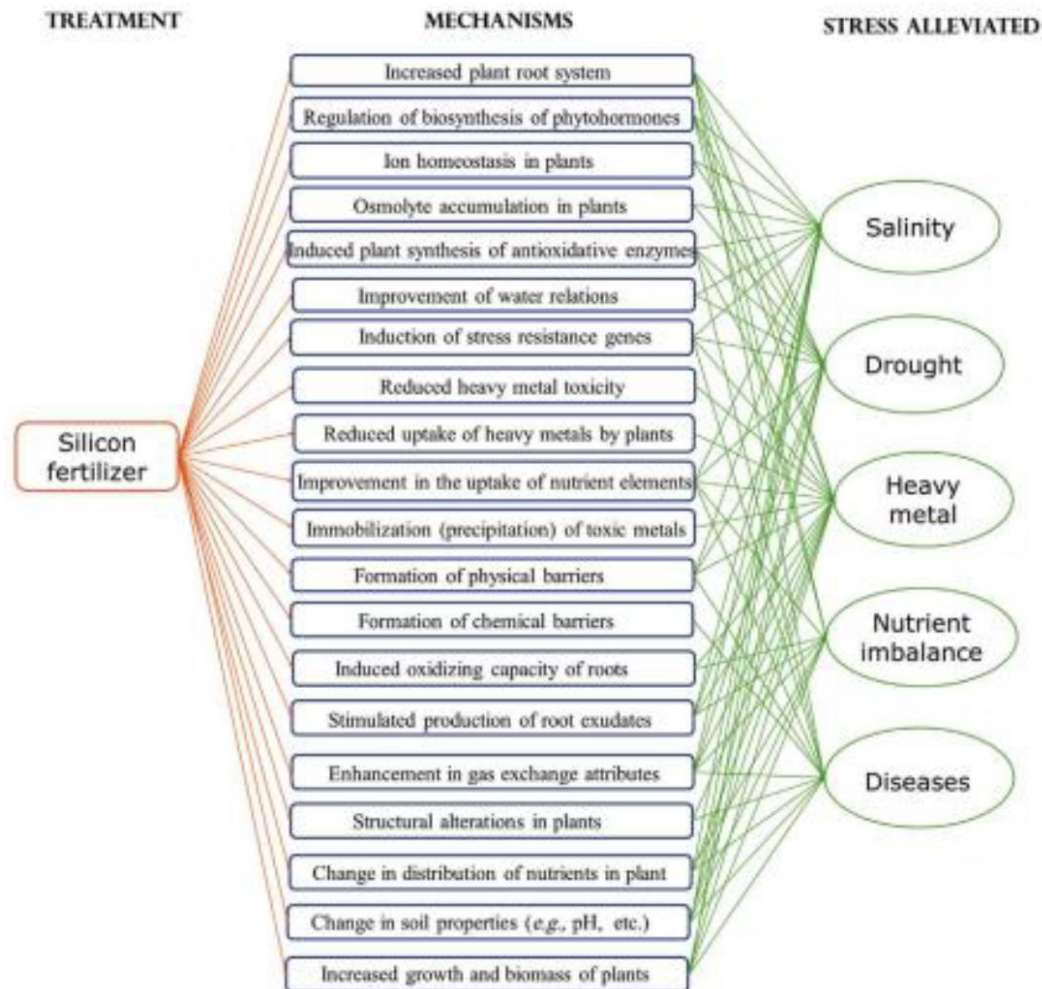 TREATMENT
MECHANISMS
STRESS ALLEVIATED
Increased plant root system
Regulation of biosynthesis of phytohormones
Ion homeostasis in plants
Osmolyte accumulation in plants
Induced plant synthesis of antioxidative enzymes
Improvement of water relations
Induction of stress resistance genes
Reduced heavy metal toxicity
Reduced uptake of heavy metals by plants
Improvement in the uptake of nutrient elements
Immobilization (precipitation) of toxic metals
Formation of physical barriers
Formation of chemical barriers
Induced oxidizing capacity of roots
Stimulated production of root exudates
Enhancement in gas exchange attributes
Structural alterations in plants
Change in distribution of nutrients in plant
Change in soil properties (e.g., pH, etc.)
Increased growth and biomass of plants
Silicon
fertilizer
Salinity
Drought
Heavy
metal
Nutrient
imbalance
Diseases